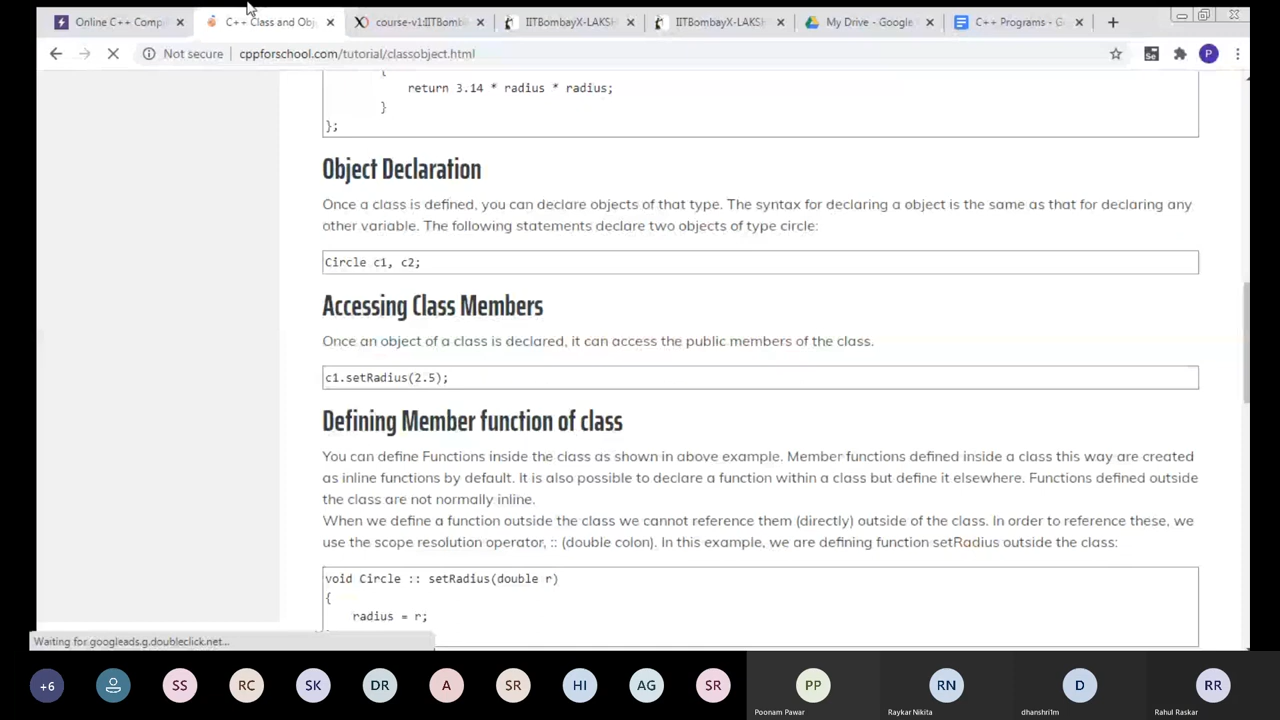 Online C++ Comp
C++ Class and Obj
course-v1:IITBomb
IITBombayX-LAKSH
IITBombayX-LAKSH
My Drive - Google
C++ Programs - G
Not secure
cppforschool.com/tutorial/classobject.html
Se
P
{
return 3.14 * radius * radius;
}
};
Object Declaration
Once a class is defined, you can declare objects of that type. The syntax for declaring a object is the same as that for declaring any
other variable. The following statements declare two objects of type circle:
Circle c1, c2;
Accessing Class Members
Once an object of a class is declared, it can access the public members of the class.
c1.setRadius(2.5);
Defining Member function of class
You can define Functions inside the class as shown in above example. Member functions defined inside a class this way are created
as inline functions by default. It is also possible to declare a function within a class but define it elsewhere. Functions defined outside
the class are not normally inline.
When we define a function outside the class we cannot reference them (directly) outside of the class. In order to reference these, we
use the scope resolution operator, :: (double colon). In this example, we are defining function setRadius outside the class:
void Circle :: setRadius(double r)
{
radius = r;
Waiting for googleads.g.doubleclick.net...
+6
SS
RC
SK
DR
A
SR
HI
AG
SR
PP
RN
D
RR
Poonam Pawar
Raykar Nikita
dhanshri1m
Rahul Raskar